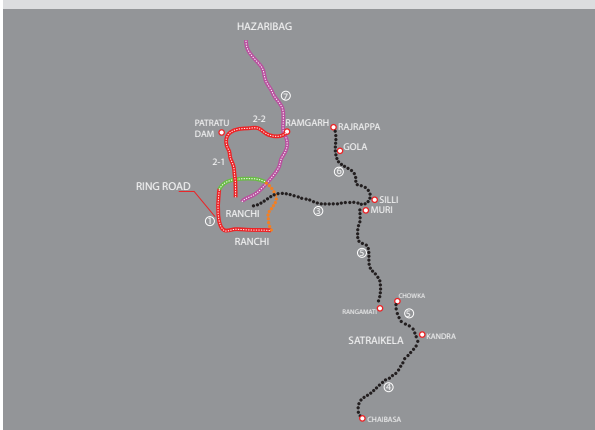 HAZARIBAG
7
2-2
PATRATU
DAM
RAMGARH
RAJRAPPA
GOLA
2-1
6
RING ROAD
SILLI
RANCHI
3
MURI
1
RANCHI
5
CHOWKA
RANGAMATI
5
SATRAIKELA
KANDRA
4
CHAIBASA